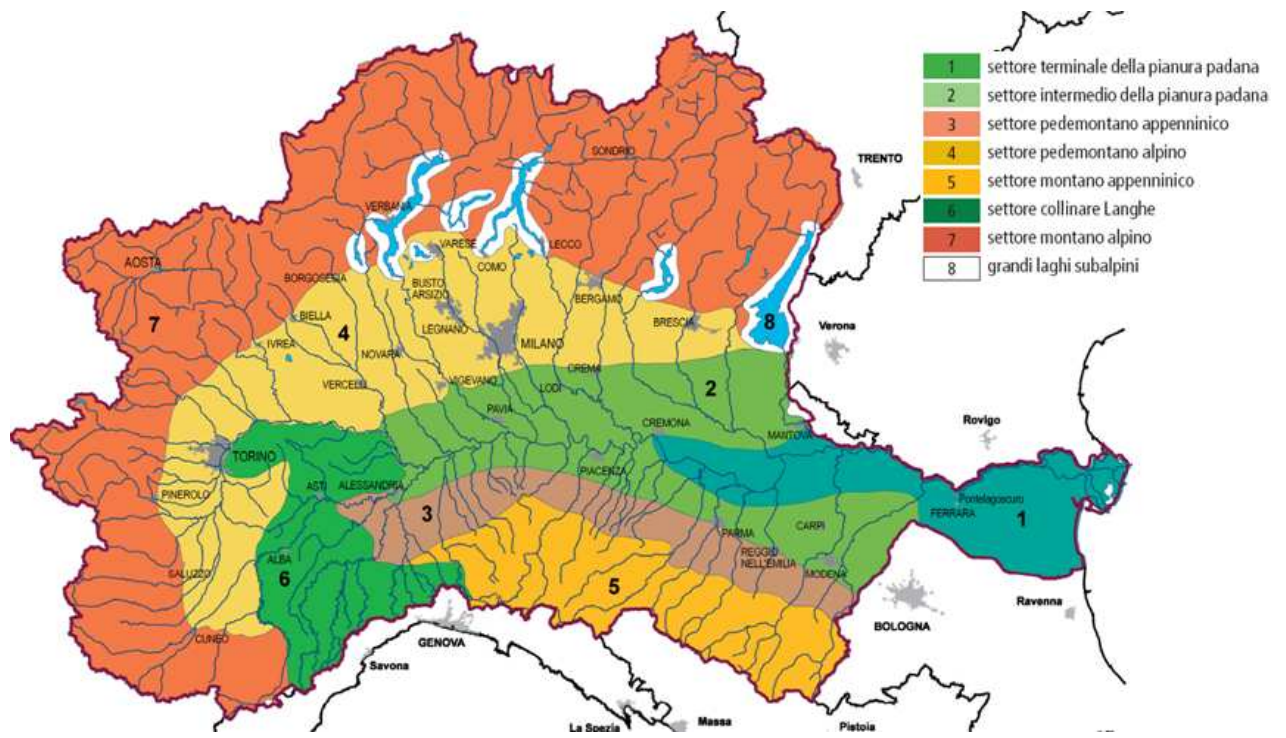 1 settore terminale della pianura padana
2 settore intermedio della pianura padana
3 settore pedemontano appenninico
4 settore pedemontano alpino
5 settore montano appenninico
6 settore collinare Langhe
7 settore montano alpino
8 grandi laghi subalpini
SONDRIO
TRENTO
VERBANIA
VARESE
LECCO
AOSTA
COMO
BORGOSESIA
BUSTO
ARSIZIO
BERGAMO
BIELLA
7
4
LEGNANO
BRESCIA
8
Verona
IVREA
NOVARA
MILANO
VERCELLI
VIGEVANO
CREMA
LODI
2
PAVIA
CREMONA
MANTOVA
Rovigo
TORINO
PIACENZA
PINEROLO
ASTI
ALESSANDRIA
3
Pontelagoscuro
FERRARA
1
PARMA
CARPI
ALBA
6
REGGIO
NELL'EMILIA
SALUZZO
5
MODENA
Ravenna
BOLOGNA
CUNEO
GENOVA
Savona
La Spezia
Massa
Pistoia